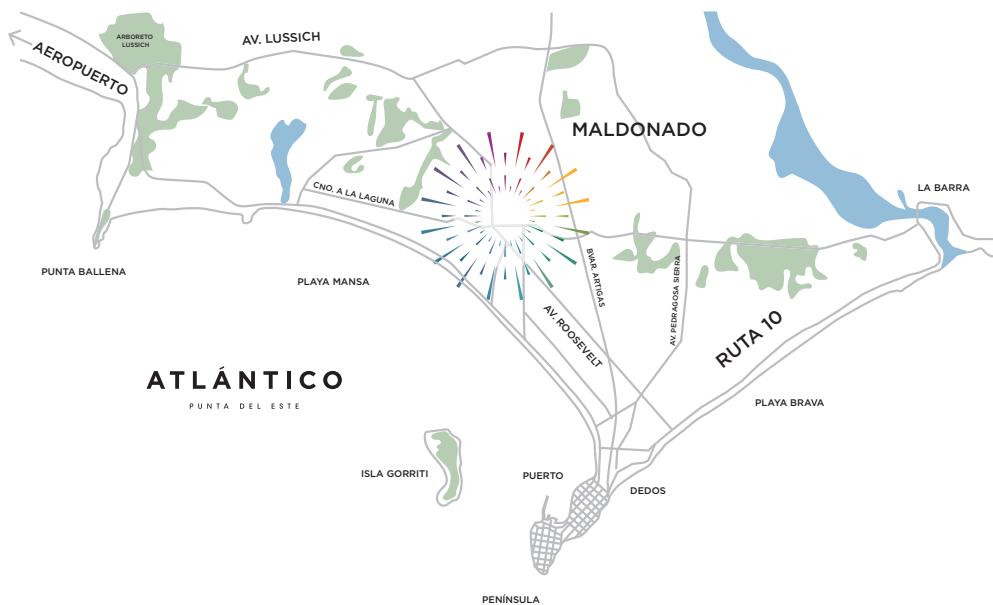 ARBORETO
LUSSICH
AV. LUSSICH
AEROPUERTO
MALDONADO
CNO. A LA LAGUNA
LA BARRA
PUNTA BALLENA
PLAYA MANSA
BVAR. ARTIGAS
AV. PEDRAGOSA SIERRA
AV. ROOSEVELT
RUTA 10
ATLÁNTICO
PUNTA DEL ESTE
PLAYA BRAVA
ISLA GORRITI
PUERTO
DEDOS
PENÍNSULA